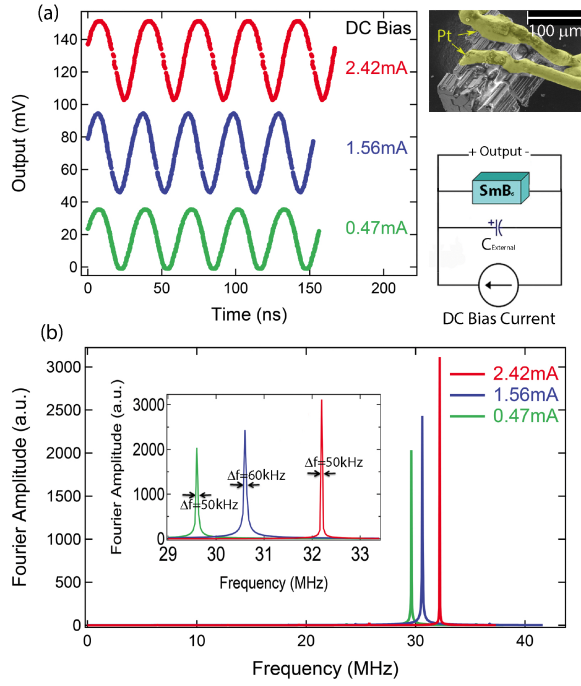 (a)
DC Bias
2.42mA
1.56mA
0.47mA
Output (mV)
150
140
120
100
80
60
40
20
0
0
50
100
150
200
Time (ns)
Pt
100 µm
+ Output -
SmB6
+
C External
DC Bias Current
(b)
Fourier Amplitude (a.u.)
3000
2500
2000
1500
1000
500
0
0
10
20
30
40
Frequency (MHz)
2.42mA
1.56mA
0.47mA
Fourier Amplitude (a.u.)
3000
2000
1000
0
29
30
31
32
33
Frequency (MHz)
Δf=50kHz
Δf=60kHz
Δf=50kHz